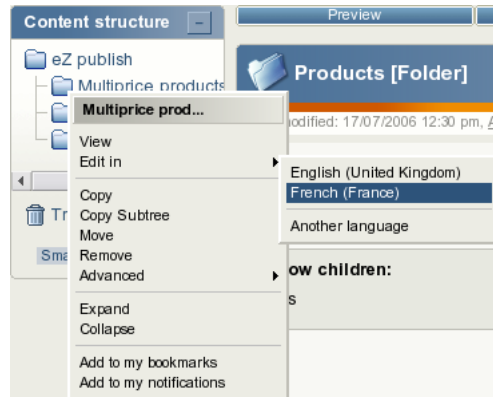 Content structure
Preview
eZ publish
Multiprice products
Products [Folder]
Multiprice prod...
odified: 17/07/2006 12:30 pm,
View
Edit in
English (United Kingdom)
French (France)
Another language
Copy
Copy Subtree
Move
Remove
Advanced
Tr
Sma
ow children:
s
Expand
Collapse
Add to my bookmarks
Add to my notifications